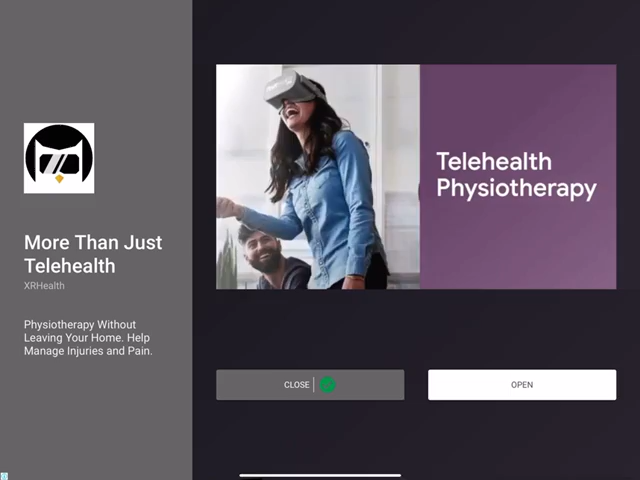 More Than Just
Telehealth
XRHealth
Physiotherapy Without
Leaving Your Home. Help
Manage Injuries and Pain.
Telehealth
Physiotherapy
CLOSE
OPEN